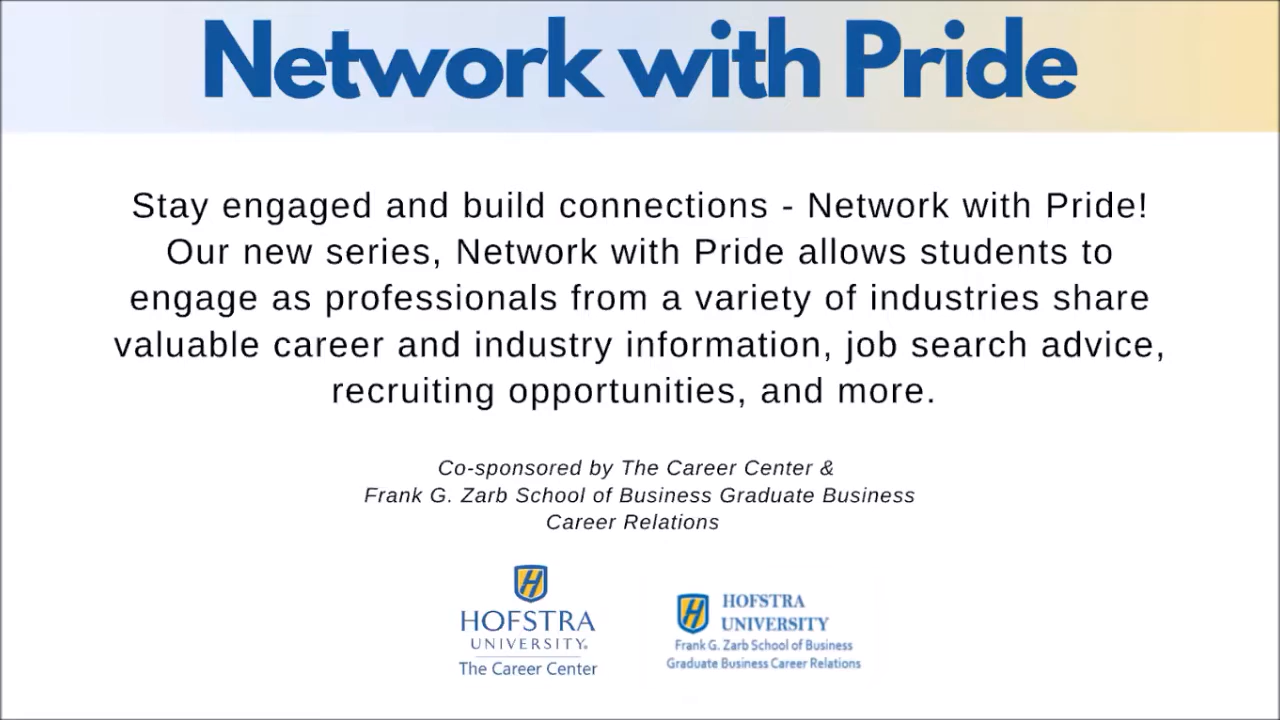 Network with Pride
Stay engaged and build connections - Network with Pride!
Our new series, Network with Pride allows students to
engage as professionals from a variety of industries share
valuable career and industry information, job search advice,
recruiting opportunities, and more.
Co-sponsored by The Career Center &
Frank G. Zarb School of Business Graduate Business
Career Relations
H
HOFSTRA
UNIVERSITY®
The Career Center
H
HOFSTRA
UNIVERSITY
Frank G. Zarb School of Business
Graduate Business Career Relations